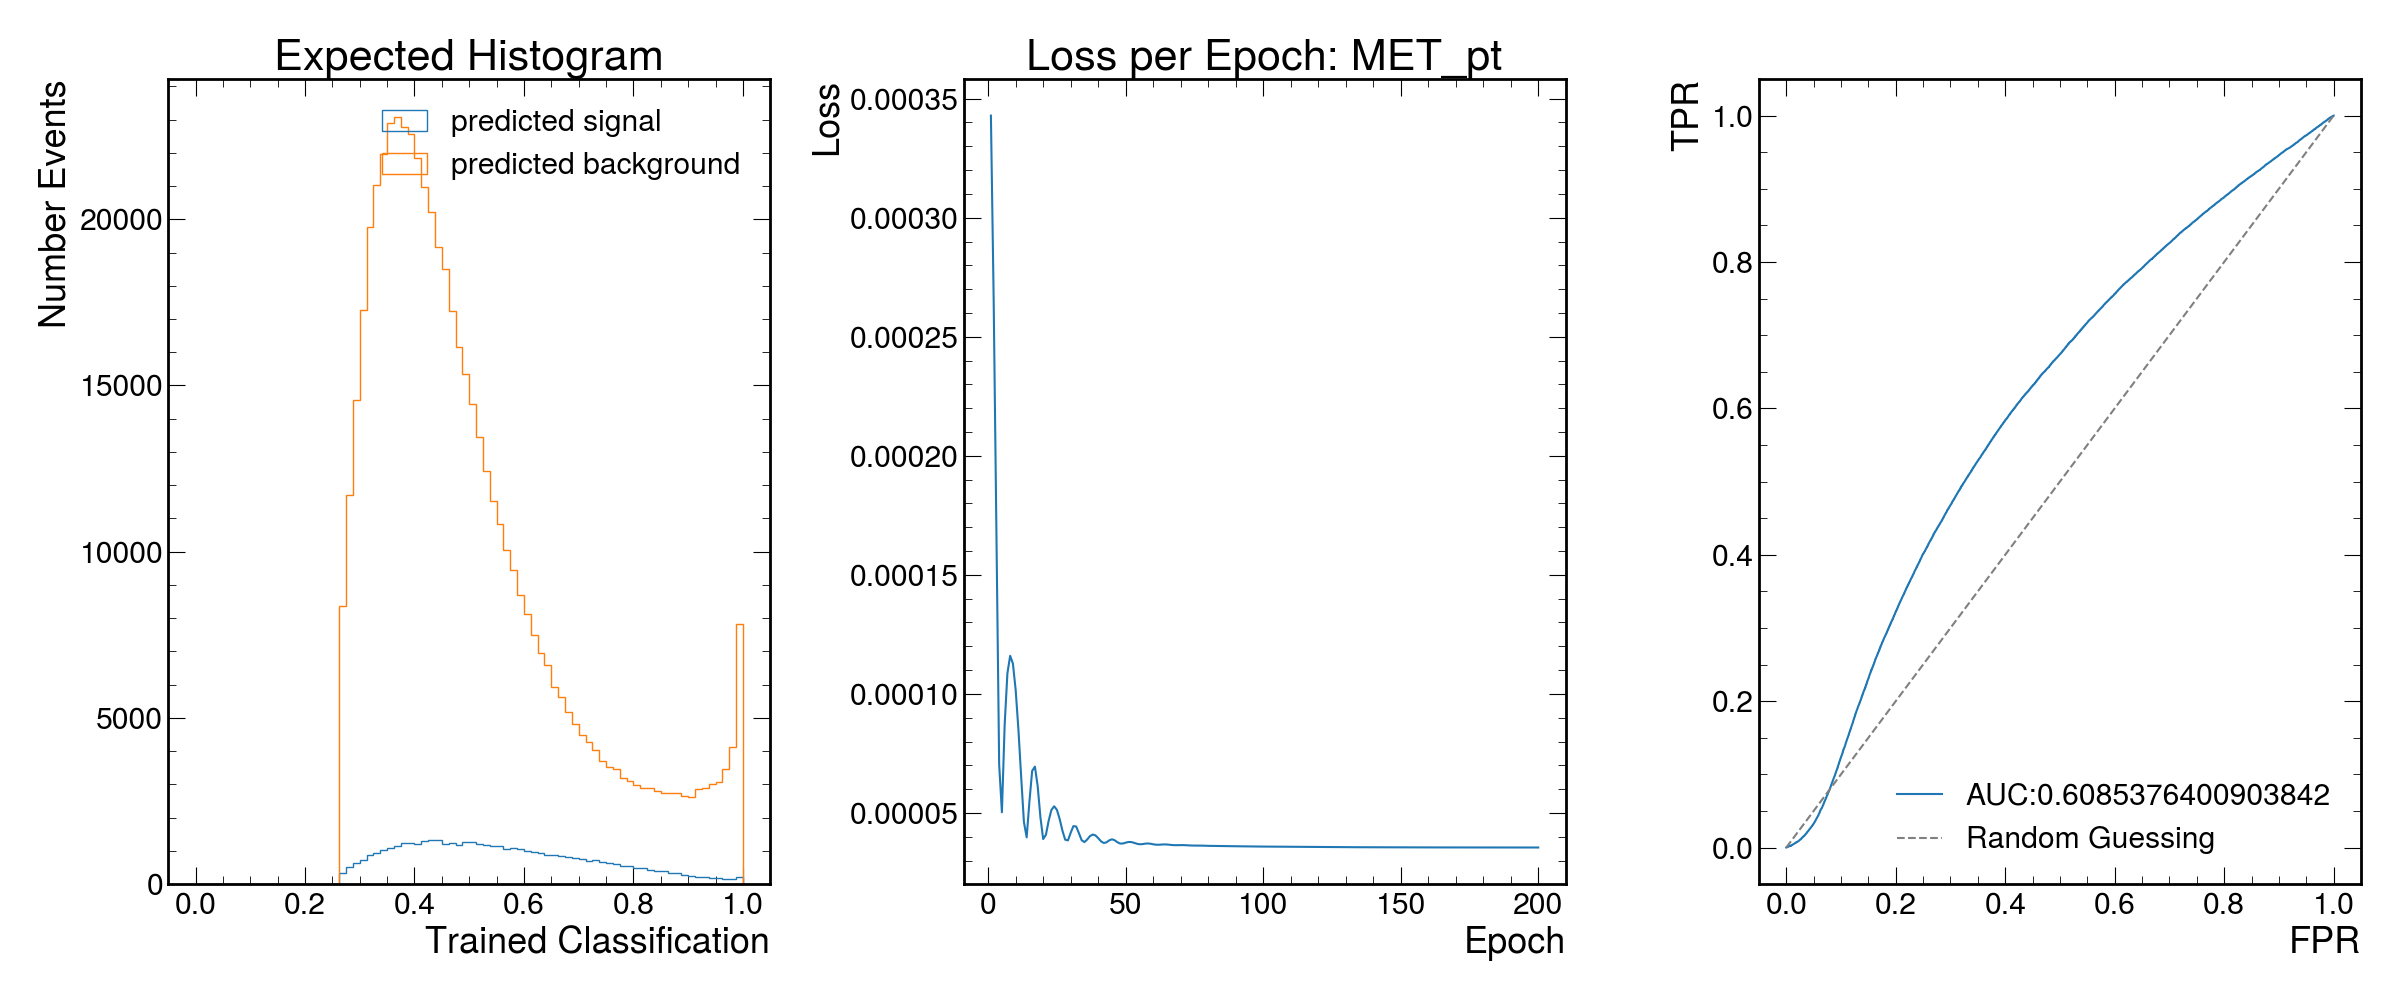 Expected Histogram
Number Events
predicted signal
predicted background
20000
15000
10000
5000
0
0.0 0.2 0.4 0.6 0.8 1.0
Trained Classification
Loss per Epoch: MET_pt
Loss
0.00035
0.00030
0.00025
0.00020
0.00015
0.00010
0.00005
0 50 100 150 200
Epoch
TPR
1.0
0.8
0.6
0.4
0.2
0.0
AUC:0.6085376400903842
Random Guessing
0.0 0.2 0.4 0.6 0.8 1.0
FPR